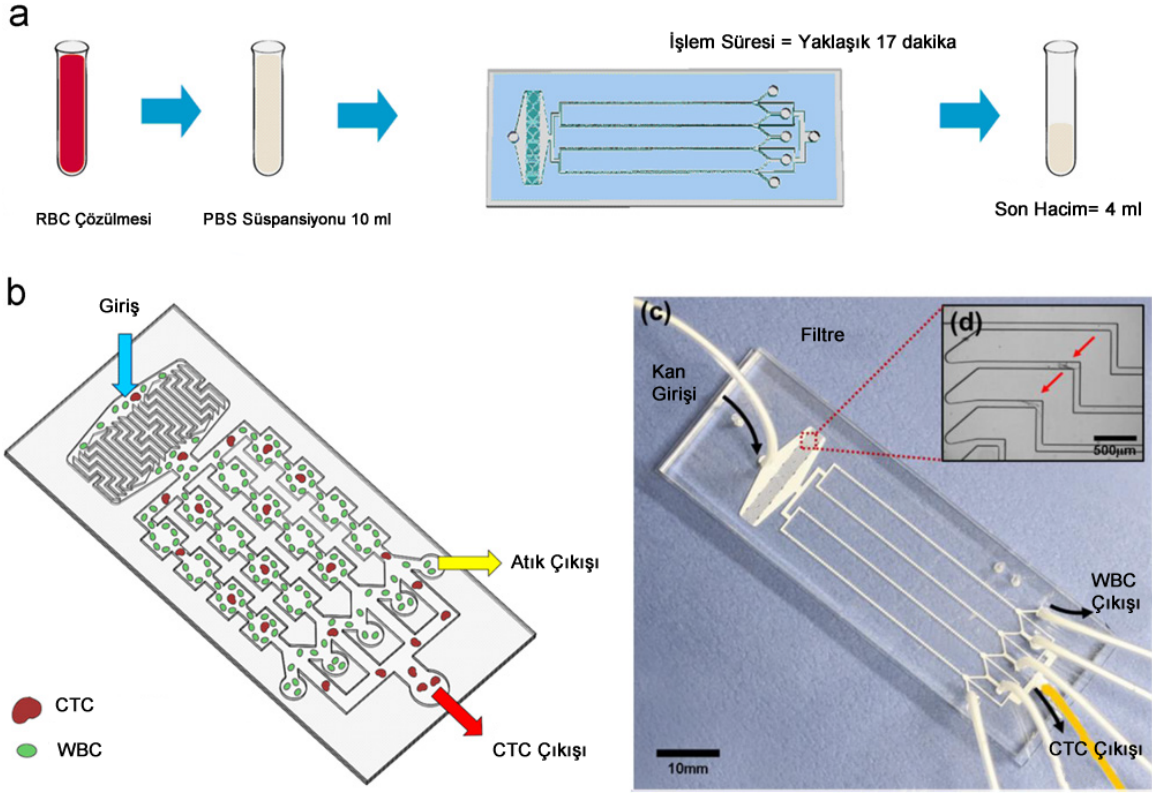 a
İşlem Süresi = Yaklaşık 17 dakika
RBC Çözülmesi
PBS Süspansiyonu 10 ml
Son Hacim= 4 ml
b
Giriş
Atık Çıkışı
CTC
WBC
CTC Çıkışı
(c)
Filtre
(d)
Kan
Girişi
500µm
WBC
Çıkışı
CTC Çıkışı
10mm